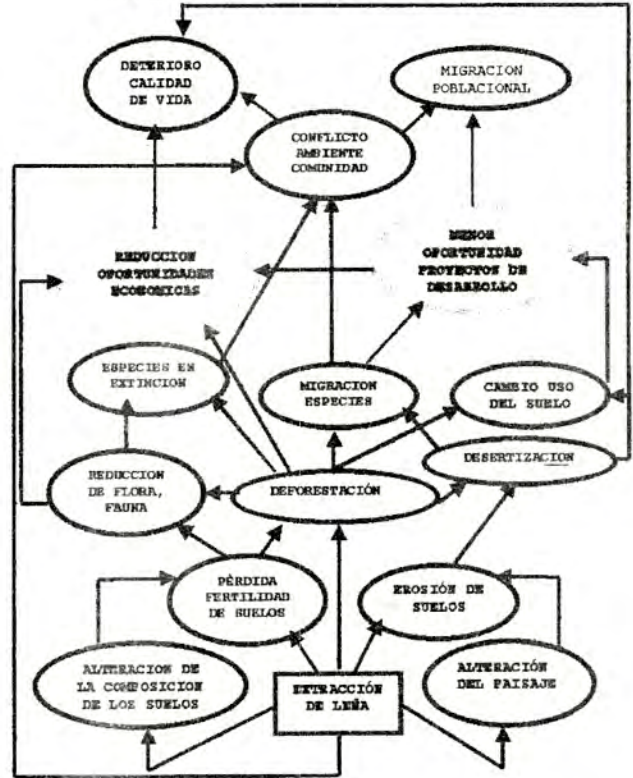 DETERIORO
CALIDAD
DE VIDA
MIGRACION
POBLACIONAL
CONFLICTO
AMBIENTE
COMUNIDAD
REDUCCION
OPORTUNIDADES
ECONOMICAS
MENOR
OPORTUNIDAD
PROYECTOS DE
DESARROLLO
ESPECIES EN
EXTINCION
MIGRACION
ESPECIES
CAMBIO USO
DEL SUELO
REDUCCION
DE FLORA,
FAUNA
DEFORESTACIÓN
DESERTIZACION
PÈRDIDA
FERTILIDAD
DE SUELOS
EROSIÓN DE
SUELOS
ALTERACION DE
LA COMPOSICION
DE LOS SUELOS
EXTRACCIÓN
DE LEÑA
ALTERACIÓN
DEL PAISAJE